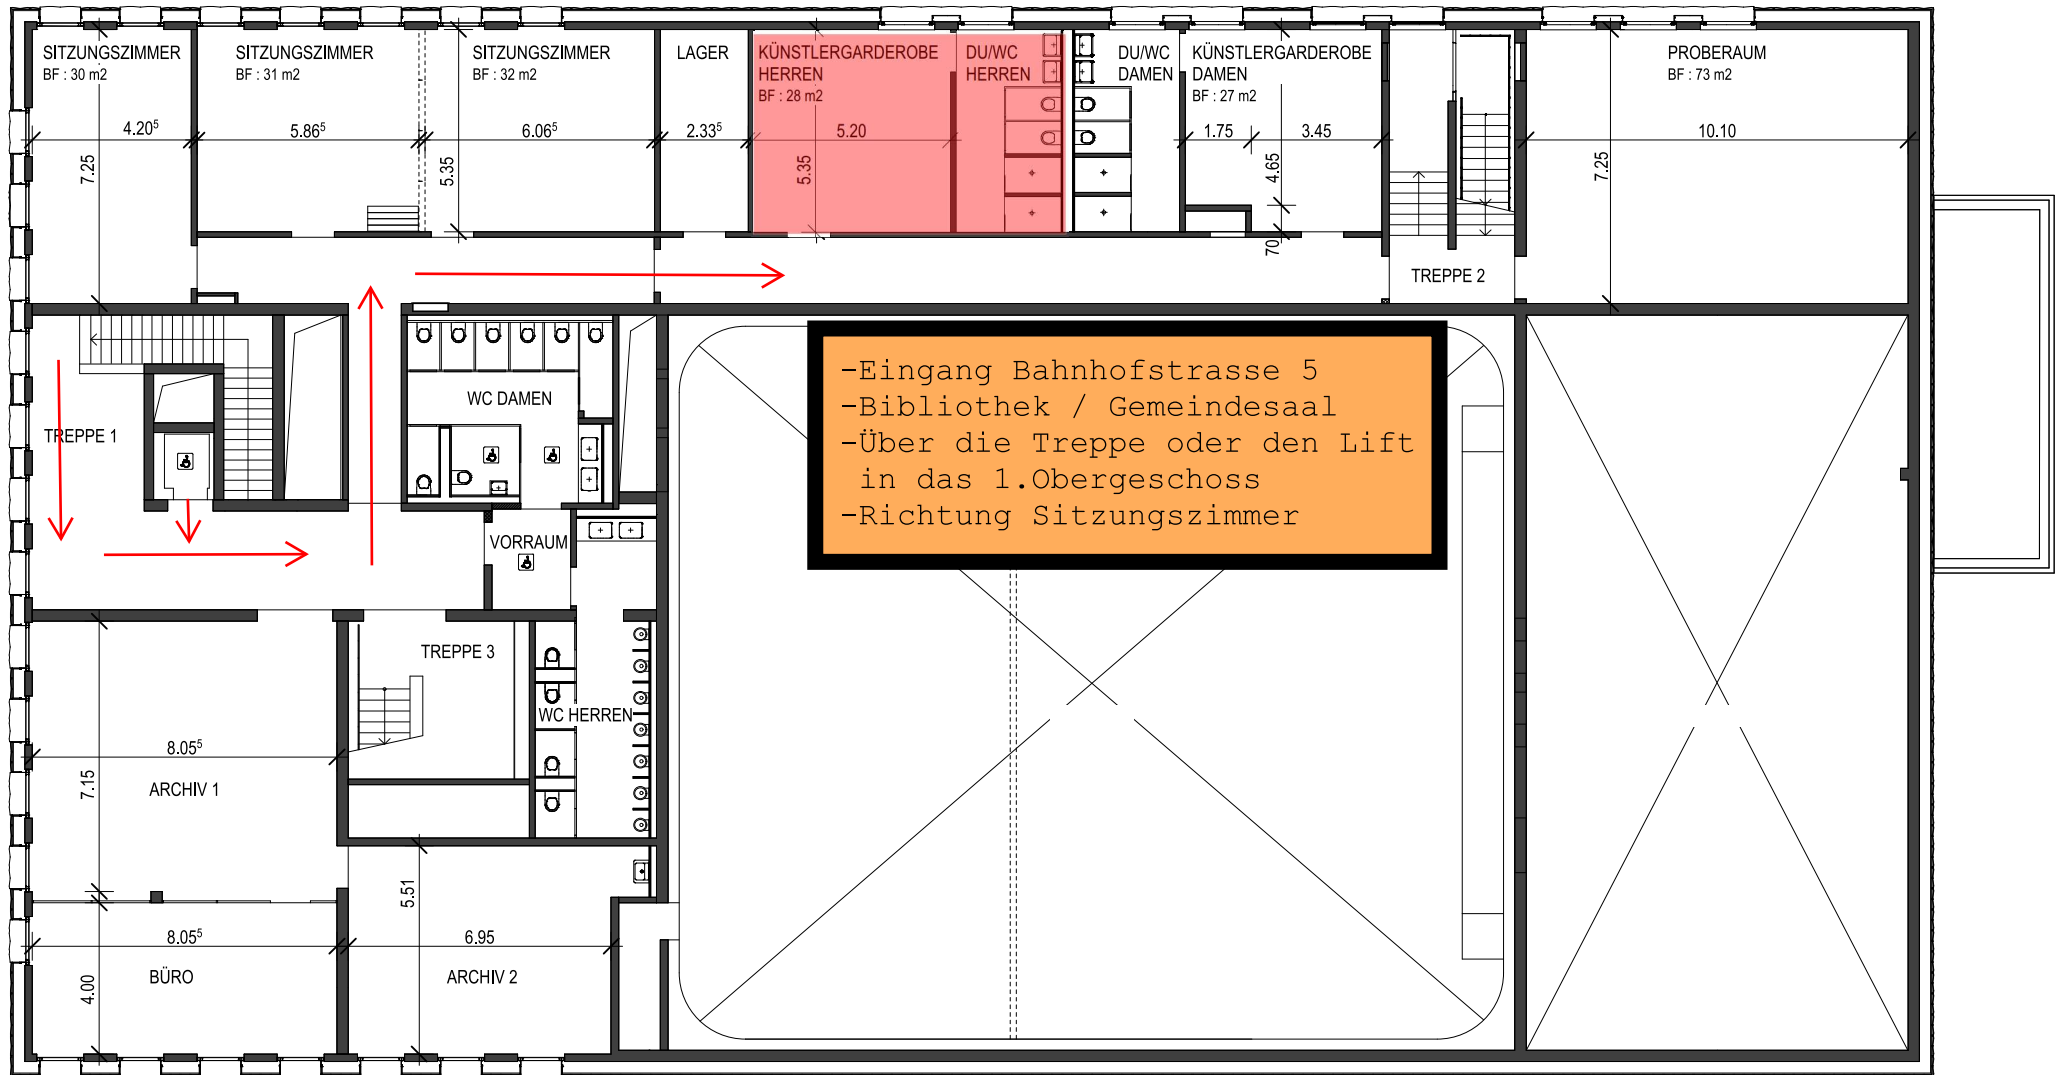 SITZUNGSZIMMER
BF : 30 m2
SITZUNGSZIMMER
BF : 31 m2
SITZUNGSZIMMER
BF : 32 m2
LAGER
KÜNSTLERGARDEROBE
HERREN
BF : 28 m2
DU/WC
HERREN
DU/WC
DAMEN
KÜNSTLERGARDEROBE
DAMEN
BF : 27 m2
PROBERAUM
BF : 73 m2
4.20⁵
5.86⁵
6.06⁵
2.33⁵
5.20
1.75
3.45
10.10
7.25
5.35
5.35
4.65
70
7.25
TREPPE 2
TREPPE 1
WC DAMEN
VORRAUM
-Eingang Bahnhofstrasse 5
-Bibliothek / Gemeindesaal
-Über die Treppe oder den Lift
in das 1.Obergeschoss
-Richtung Sitzungszimmer
TREPPE 3
WC HERREN
8.05⁵
7.15
ARCHIV 1
5.51
8.05⁵
6.95
4.00
BÜRO
ARCHIV 2